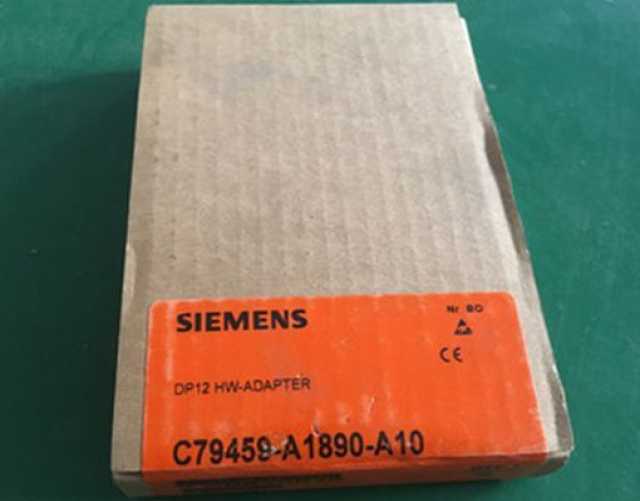 SIEMENS
Nr BO
CE
DP12 HW-ADAPTER
C79459-A1890-A10